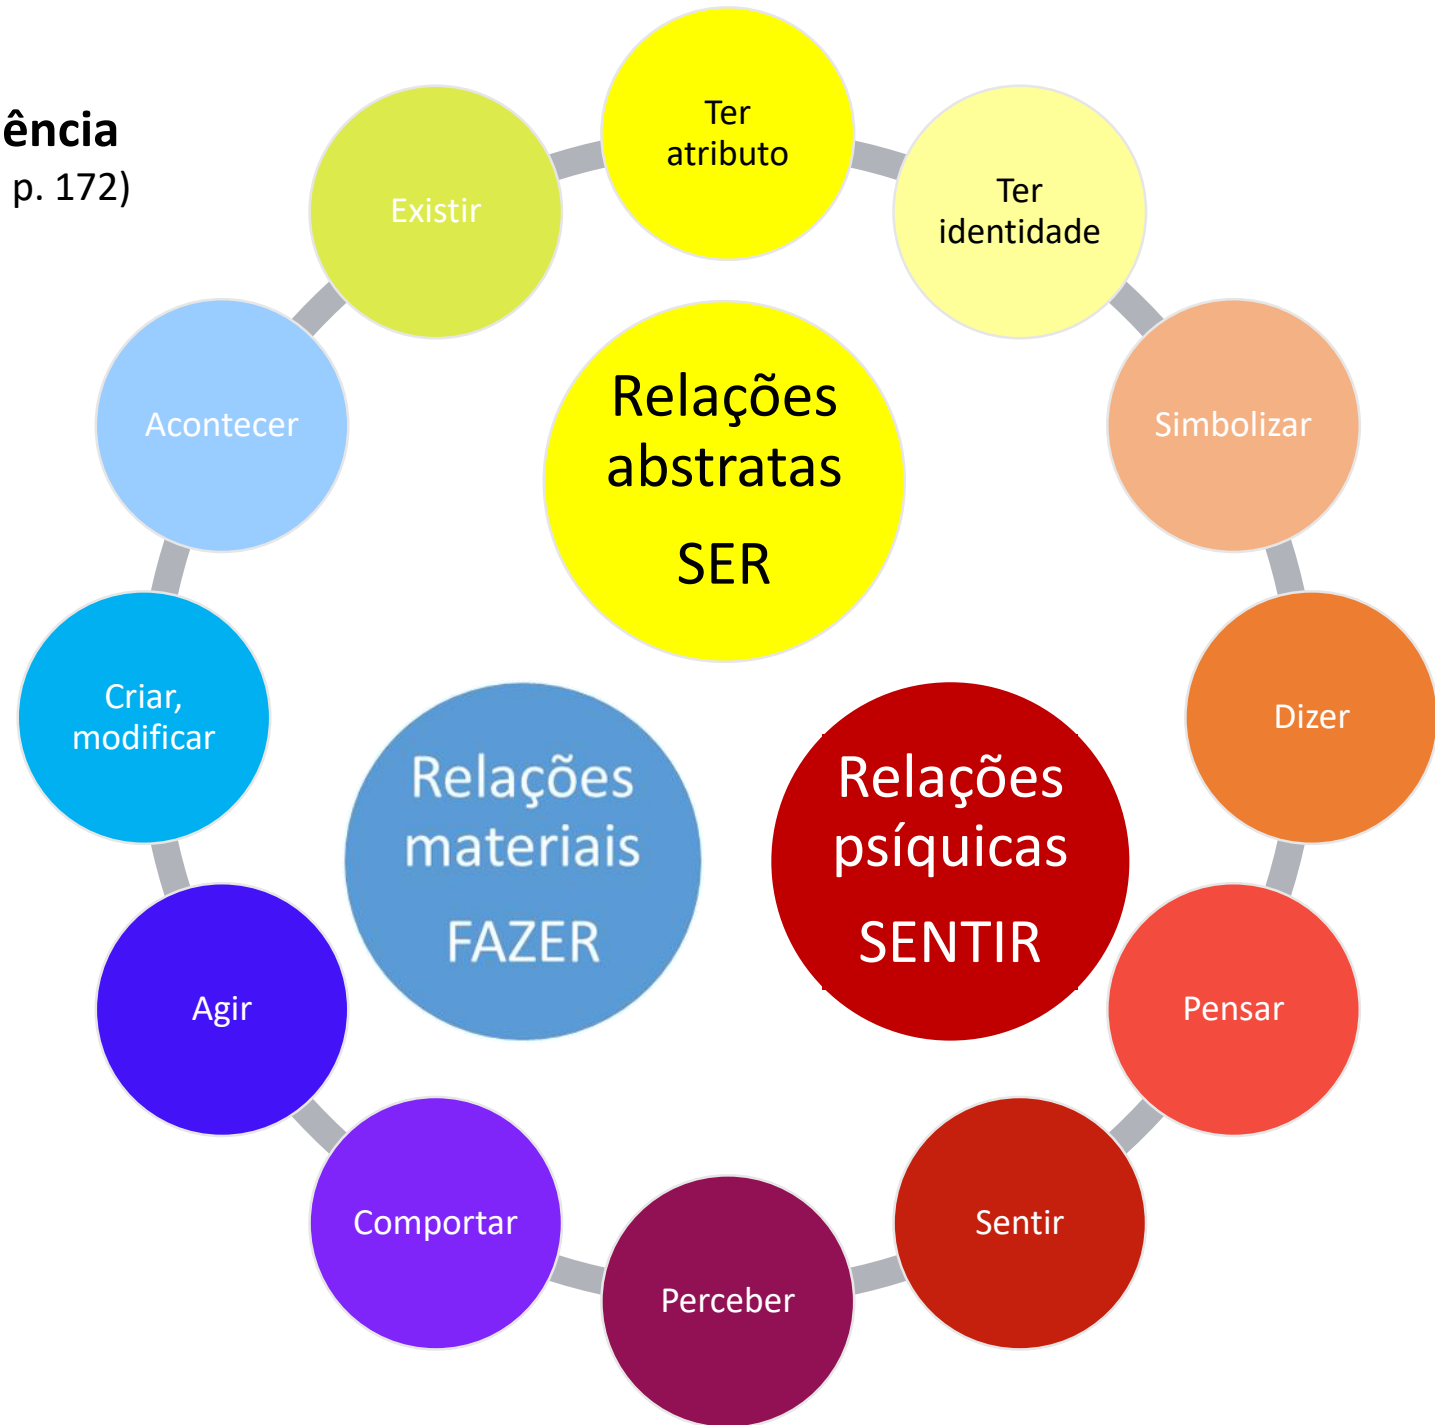 ência
p. 172)
Ter
atributo
Ter
identidade
Existir
Simbolizar
Acontecer
Relações
abstratas
SER
Dizer
Criar,
modificar
Relações
materiais
FAZER
Relações
psíquicas
SENTIR
Pensar
Agir
Sentir
Comportar
Perceber